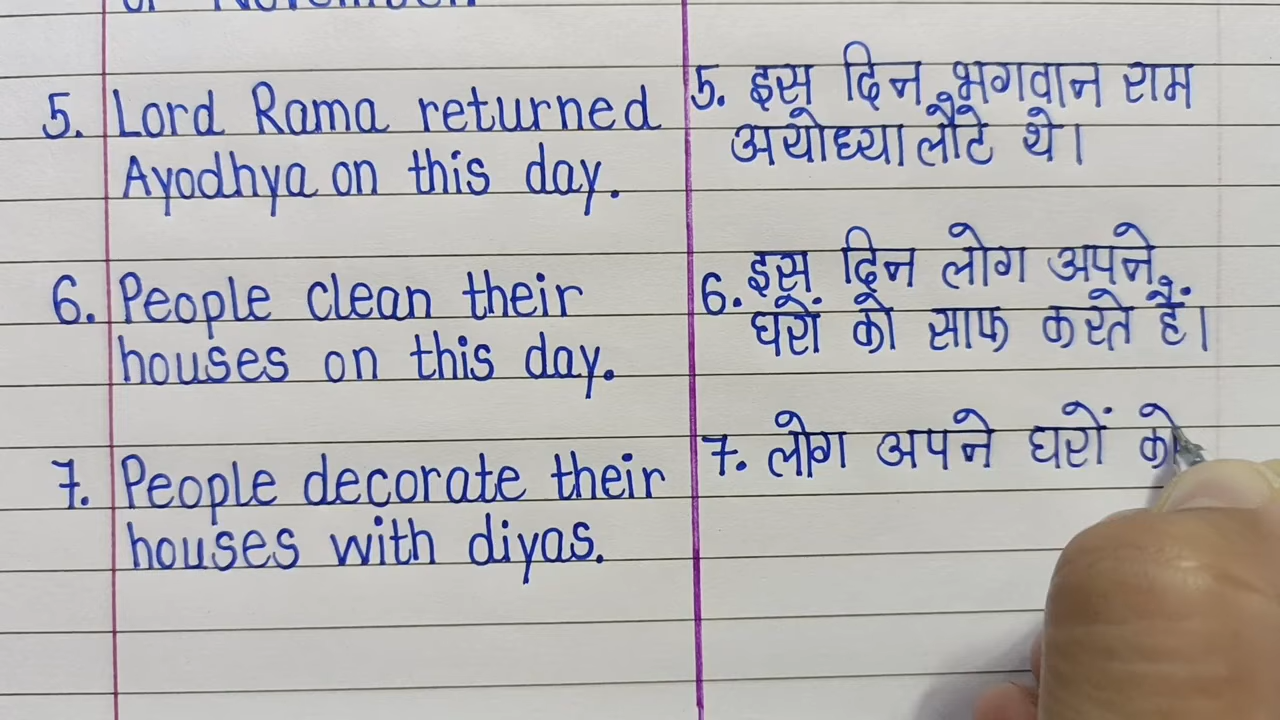 5. Lord Rama returned
Ayodhya on this day.
6. People clean their
houses on this day.
7. People decorate their
houses with diyas.
5. इस दिन भगवान राम
अयोध्या लौटे थे।
6. इस दिन लोग अपने
घरों को साफ करते हैं।
7. लोग अपने घरों को